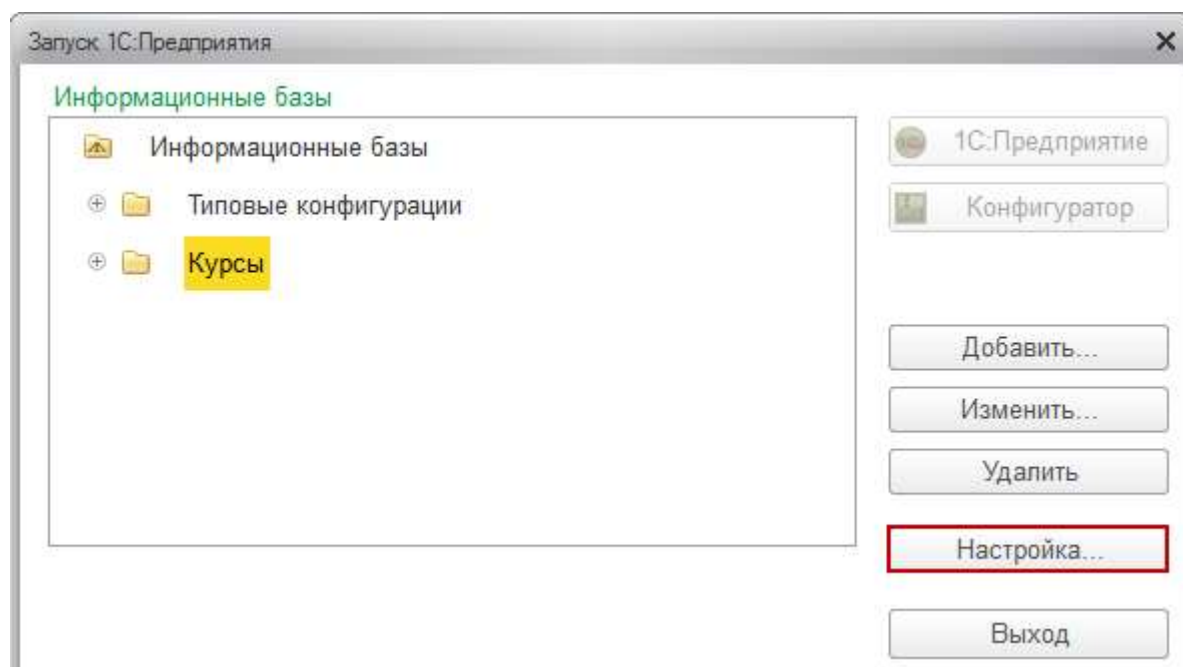 Запуск 1С:Предприятия
Информационные базы
Информационные базы
Типовые конфигурации
Курсы
1С:Предприятие
Конфигуратор
Добавить...
Изменить...
Удалить
Настройка...
Выход